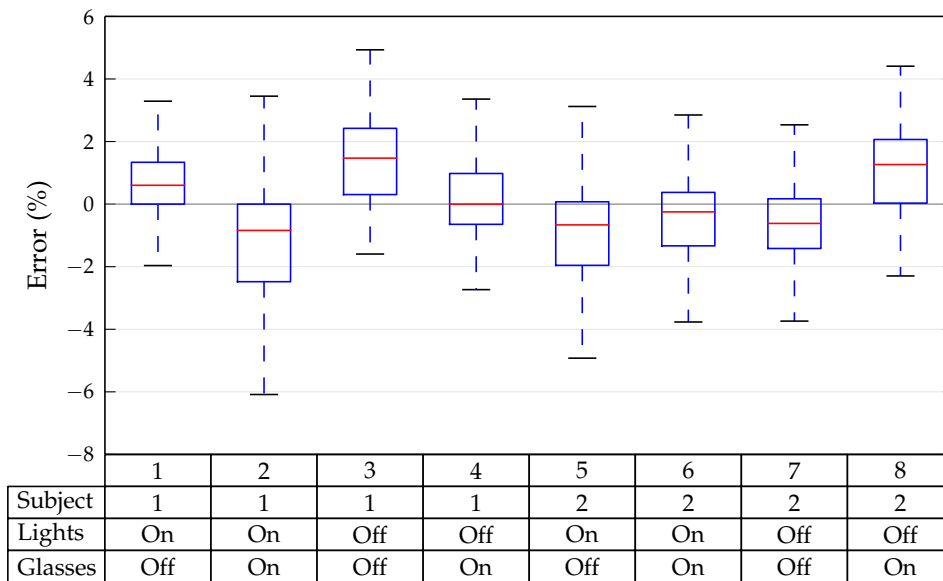 6
4
2
0
−2
−4
−6
−8
Error (%)
1 2 3 4 5 6 7 8
Subject 1 1 1 1 2 2 2 2
Lights On On Off Off On On Off Off
Glasses Off On Off On Off On Off On